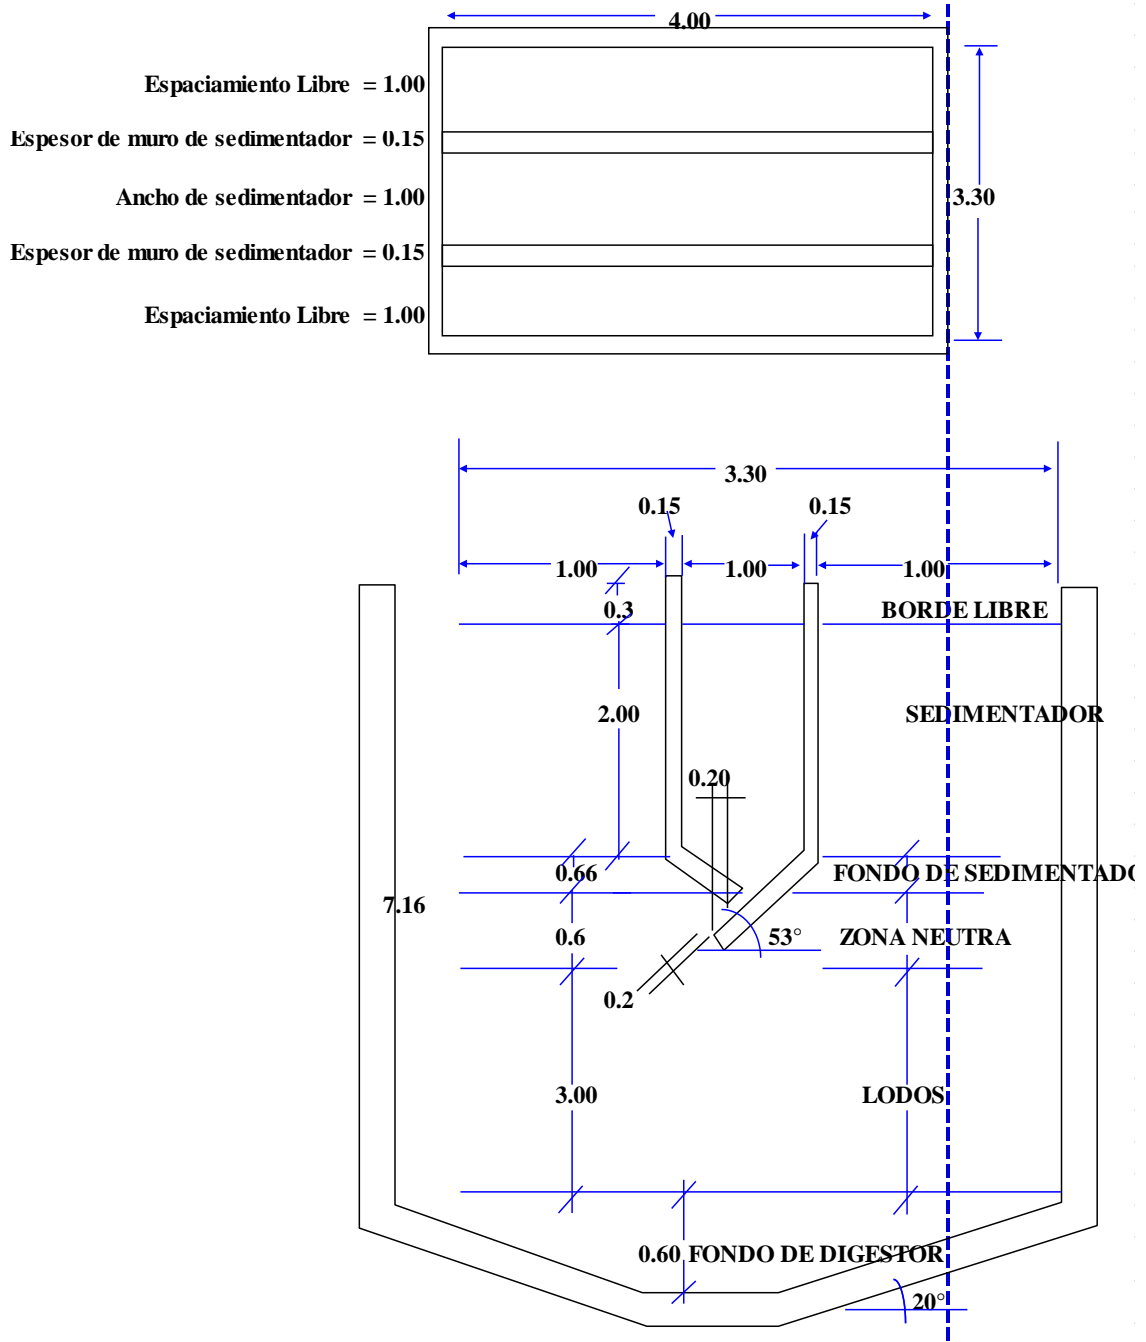 4.00
Espaciamiento Libre = 1.00
Espesor de muro de sedimentador = 0.15
Ancho de sedimentador = 1.00
3.30
Espesor de muro de sedimentador = 0.15
Espaciamiento Libre = 1.00
3.30
0.15 0.15
1.00 1.00 1.00
0.3 BORDE LIBRE
2.00 SEDIMENTADOR
0.20
0.66 FONDO DE SEDIMENTADO
7.16
0.6 53° ZONA NEUTRA
0.2
3.00 LODOS
0.60 FONDO DE DIGESTOR
20°